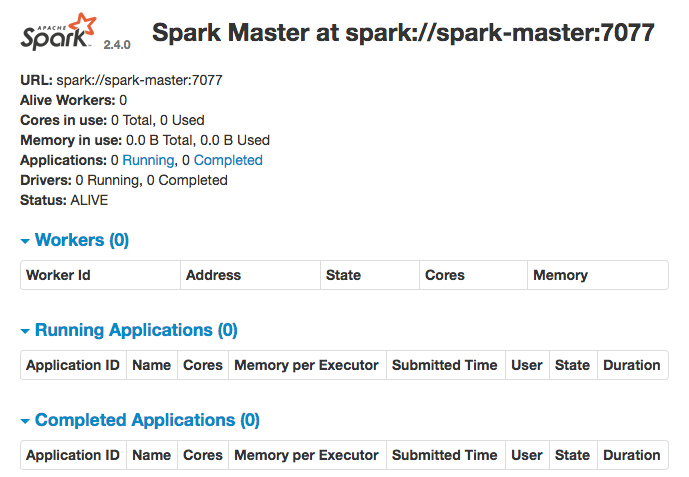 APACHE
Spark 2.4.0 Spark Master at spark://spark-master:7077
URL: spark://spark-master:7077
Alive Workers: 0
Cores in use: 0 Total, 0 Used
Memory in use: 0.0 B Total, 0.0 B Used
Applications: 0 Running, 0 Completed
Drivers: 0 Running, 0 Completed
Status: ALIVE
Workers (0)
Worker Id Address State Cores Memory
Running Applications (0)
Application ID Name Cores Memory per Executor Submitted Time User State Duration
Completed Applications (0)
Application ID Name Cores Memory per Executor Submitted Time User State Duration